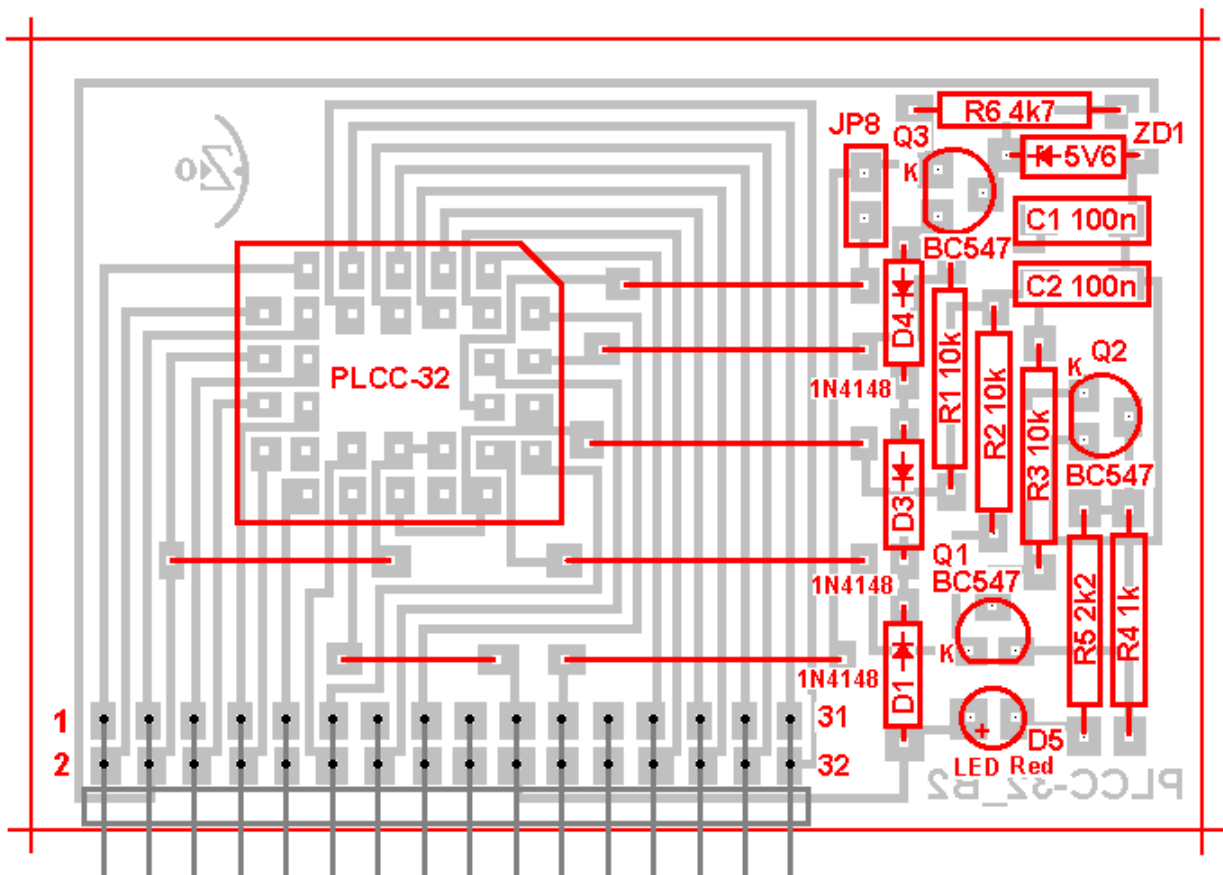 R6 4k7
JP8
Q3
ZD1
K
5V6
C1 100n
BC547
C2 100n
D4
R1 10k
R2 10k
R3 10k
Q2
K
PLCC-32
1N4148
BC547
D3
Q1
BC547
1N4148
R5 2k2
R4 1k
K
1N4148
D1
1
31
+
D5
2
32
LED Red
PLCC-32_B2